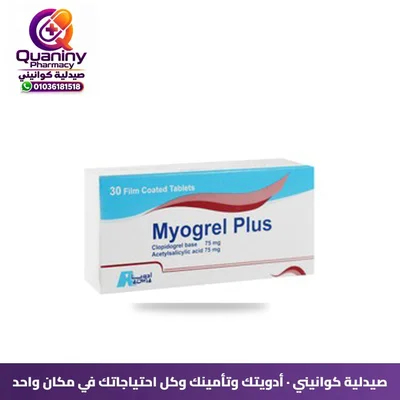 Quaniny
Pharmacy
صيدلية كوانيني
01036181518
30 Film Coated Tablets
Myogrel Plus
Clopidogrel base 75 mg
Acetylsalicylic acid 75 mg
صيدلية كوانيني · أدويتك وتأمينك وكل احتياجاتك في مكان واحد